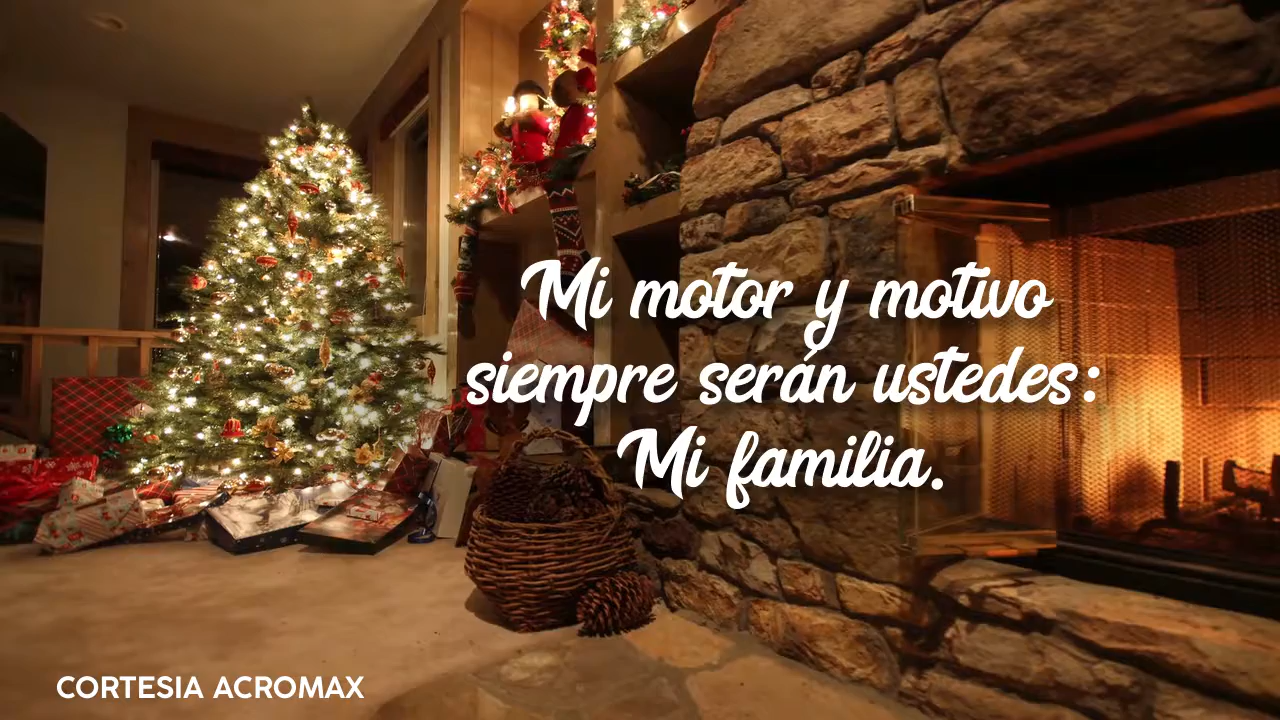 Mi motor y motivo
siempre serán ustedes:
Mi familia.
CORTESIA ACROMAX